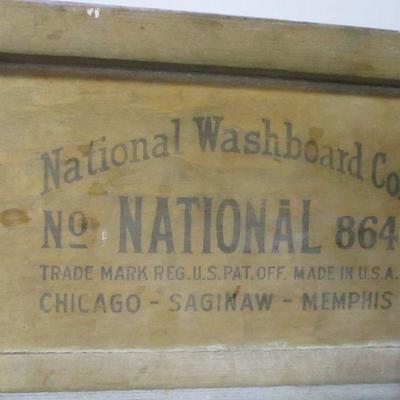 National Washboard Co.
No NATIONAL 864
TRADE MARK REG. U.S. PAT. OFF. MADE IN U.S.A.
CHICAGO - SAGINAW - MEMPHIS